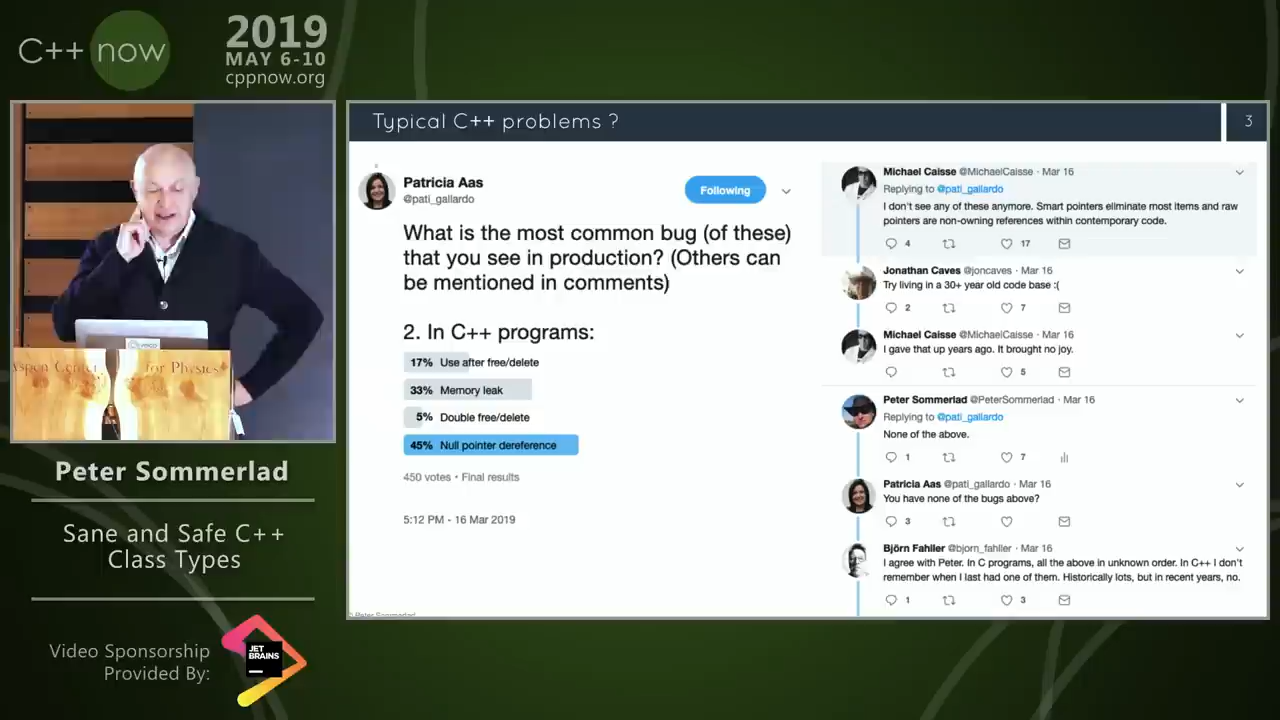 C++ now
2019
MAY 6-10
cppnow.org
Aspen Center for Physics
Peter Sommerlad
Sane and Safe C++
Class Types
Video Sponsorship
Provided By:
JET
BRAINS
Typical C++ problems ?
3
Patricia Aas
@pati_gallardo
Following
What is the most common bug (of these)
that you see in production? (Others can
be mentioned in comments)
2. In C++ programs:
17% Use after free/delete
33% Memory leak
5% Double free/delete
45% Null pointer dereference
450 votes • Final results
5:12 PM - 16 Mar 2019
© Peter Sommerlad
Michael Caisse @MichaelCaisse · Mar 16
Replying to @pati_gallardo
I don't see any of these anymore. Smart pointers eliminate most items and raw
pointers are non-owning references within contemporary code.
4 17
Jonathan Caves @joncaves · Mar 16
Try living in a 30+ year old code base :(
2 7
Michael Caisse @MichaelCaisse · Mar 16
I gave that up years ago. It brought no joy.
5
Peter Sommerlad @PeterSommerlad · Mar 16
Replying to @pati_gallardo
None of the above.
1 7
Patricia Aas @pati_gallardo · Mar 16
You have none of the bugs above?
3
Björn Fahller @bjorn_fahller · Mar 16
I agree with Peter. In C programs, all the above in unknown order. In C++ I don't
remember when I last had one of them. Historically lots, but in recent years, no.
1 3